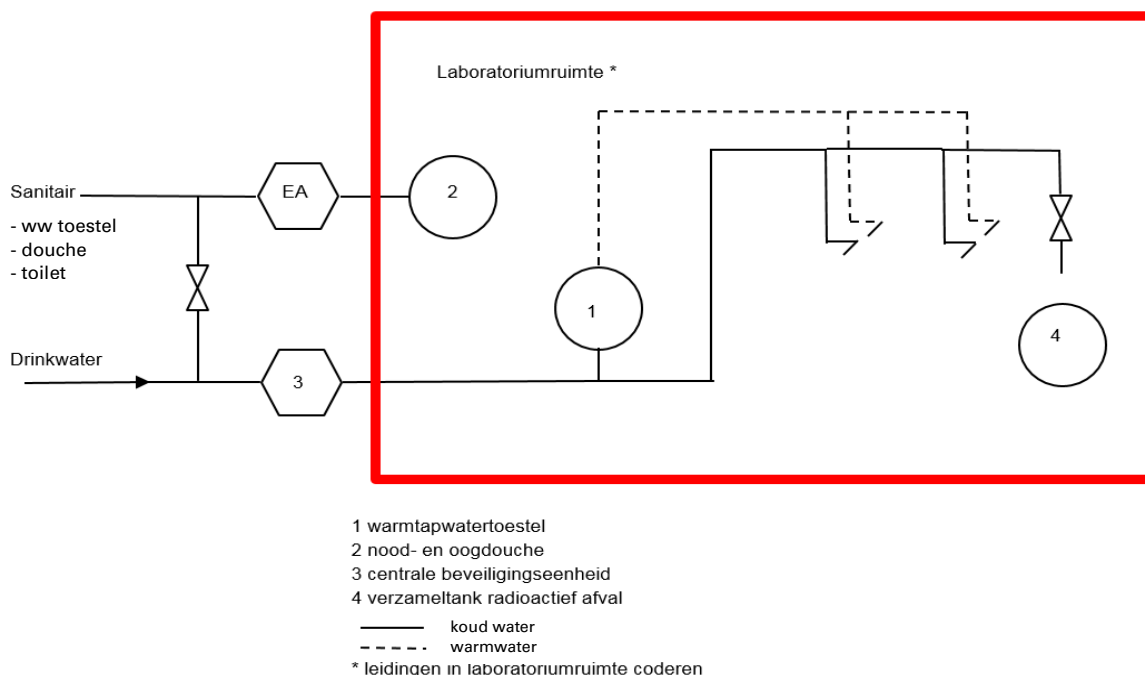 Laboratoriumruimte *
Sanitair
EA
2
- ww toestel
- douche
- toilet
1
4
Drinkwater
3
1 warmtapwatertoestel
2 nood- en oogdouche
3 centrale beveiligingseenheid
4 verzameltank radioactief afval
koud water
warmwater
* leidingen in laboratoriumruimte coderen